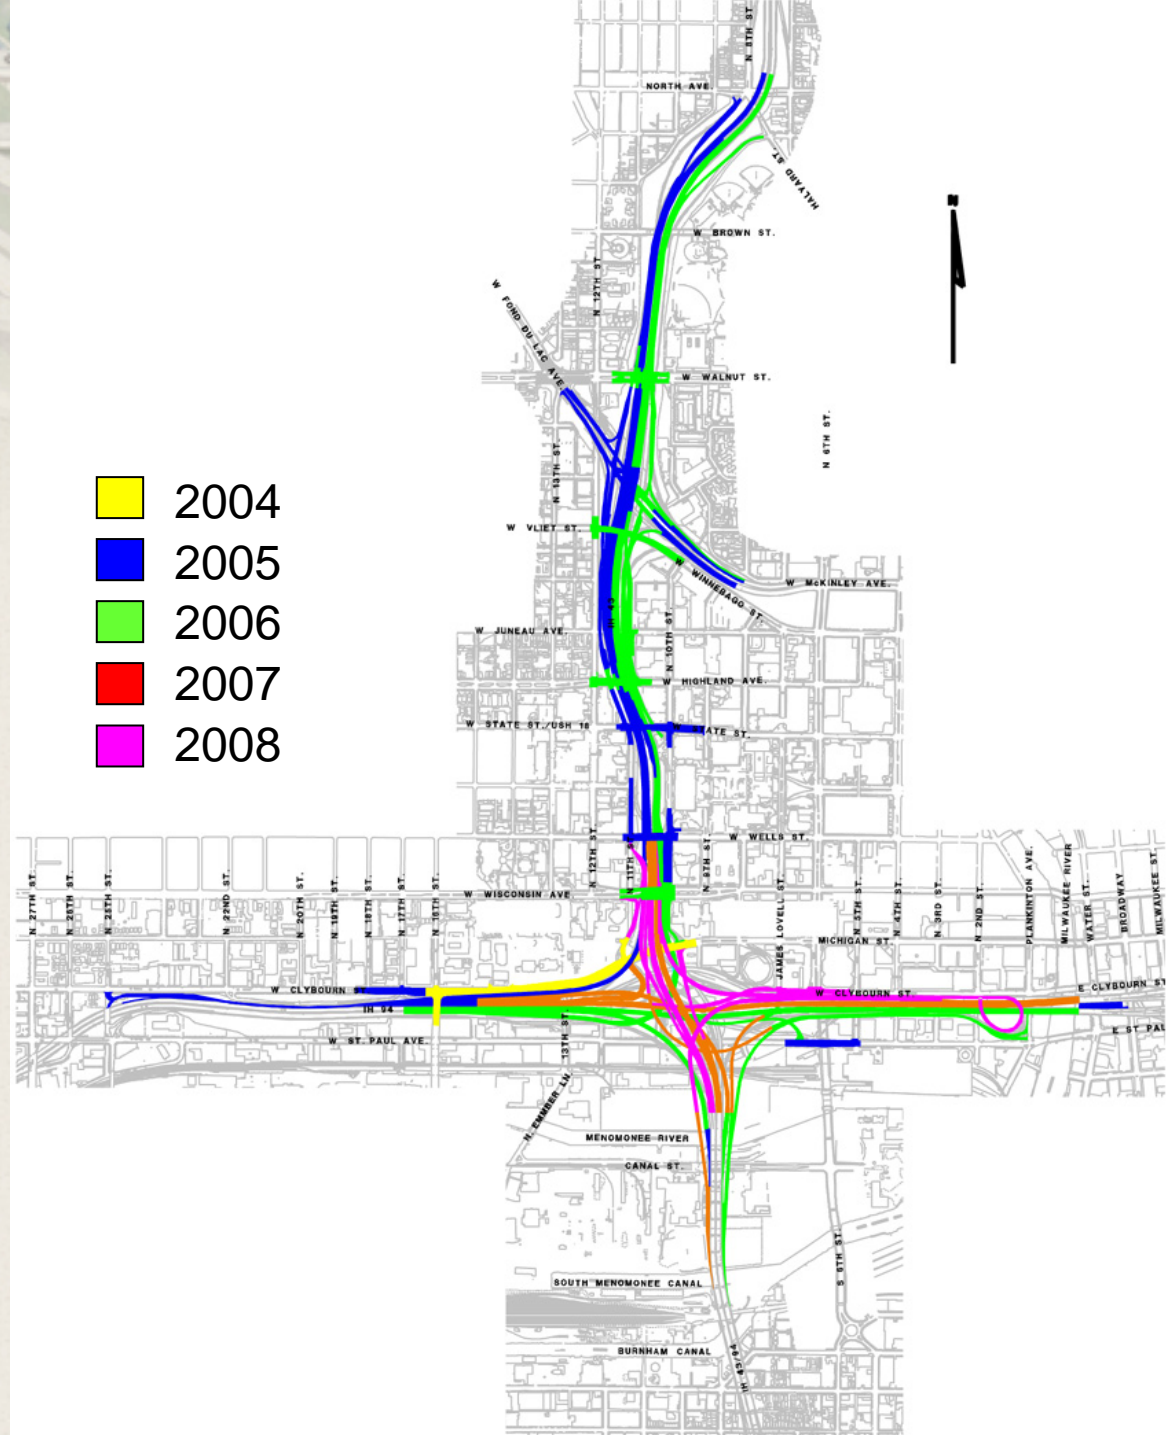 N 8TH ST
NORTH AVE.
HALYARD ST.
N
W BROWN ST.
N 12TH ST
W FOND DU LAC AVE.
W WALNUT ST.
N 6TH ST.
N 13TH ST.
2004
2005
2006
2007
2008
W VLIET ST.
W WINNEBAGO ST.
W McKINLEY AVE.
IH 43
W JUNEAU AVE.
N 10TH ST.
W HIGHLAND AVE.
W STATE ST./USH 18
W STATE ST.
W WELLS ST.
N 27TH ST.
N 26TH ST.
N 25TH ST.
N 22ND ST.
N 20TH ST.
N 19TH ST.
N 18TH ST.
N 17TH ST.
N 16TH ST.
W WISCONSIN AVE
N 12TH ST.
N 11TH S
N 9TH ST.
JAMES LOVELL ST.
N 5TH ST.
N 4TH ST.
N 3RD ST.
N 2ND ST.
PLANKINTON AVE.
MILWAUKEE RIVER
WATER ST.
BROADWAY
MILWAUKEE ST.
MICHIGAN ST.
W CLYBOURN ST
W CLYBOURN ST.
E CLYBOURN ST
IH 94
W ST. PAUL AVE.
E ST PAU
13TH ST.
N. EMMBER LN.
MENOMONEE RIVER
CANAL ST.
S 6TH ST.
SOUTH MENOMONEE CANAL
BURNHAM CANAL
IH 43/94